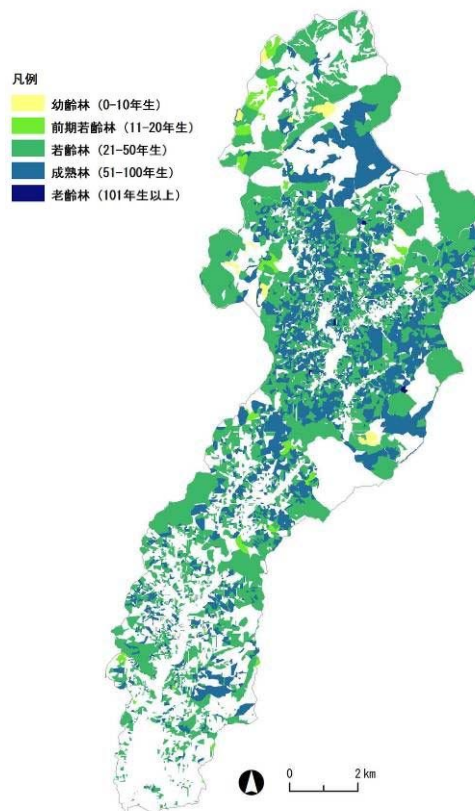 凡例
幼齢林（0-10年生）
前期若齢林（11-20年生）
若齢林（21-50年生）
成熟林（51-100年生）
老齢林（101年生以上）
0 2 km